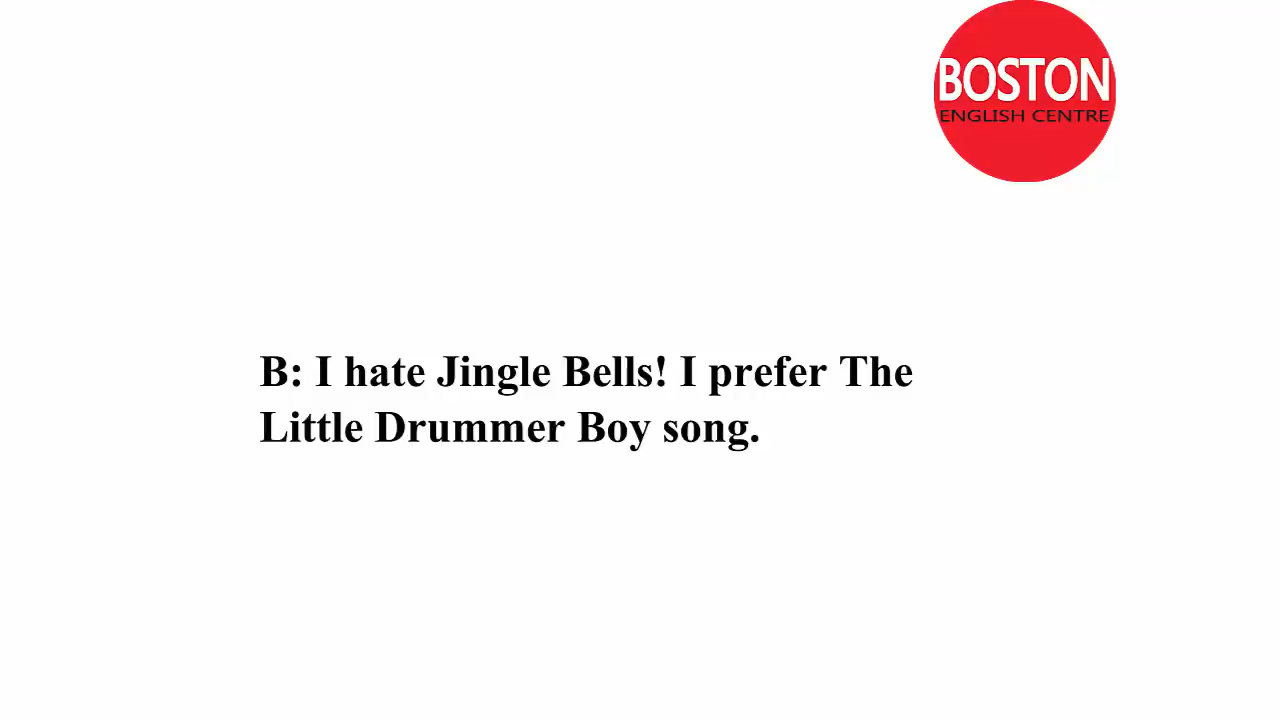 BOSTON
ENGLISH CENTRE
B: I hate Jingle Bells! I prefer The
Little Drummer Boy song.